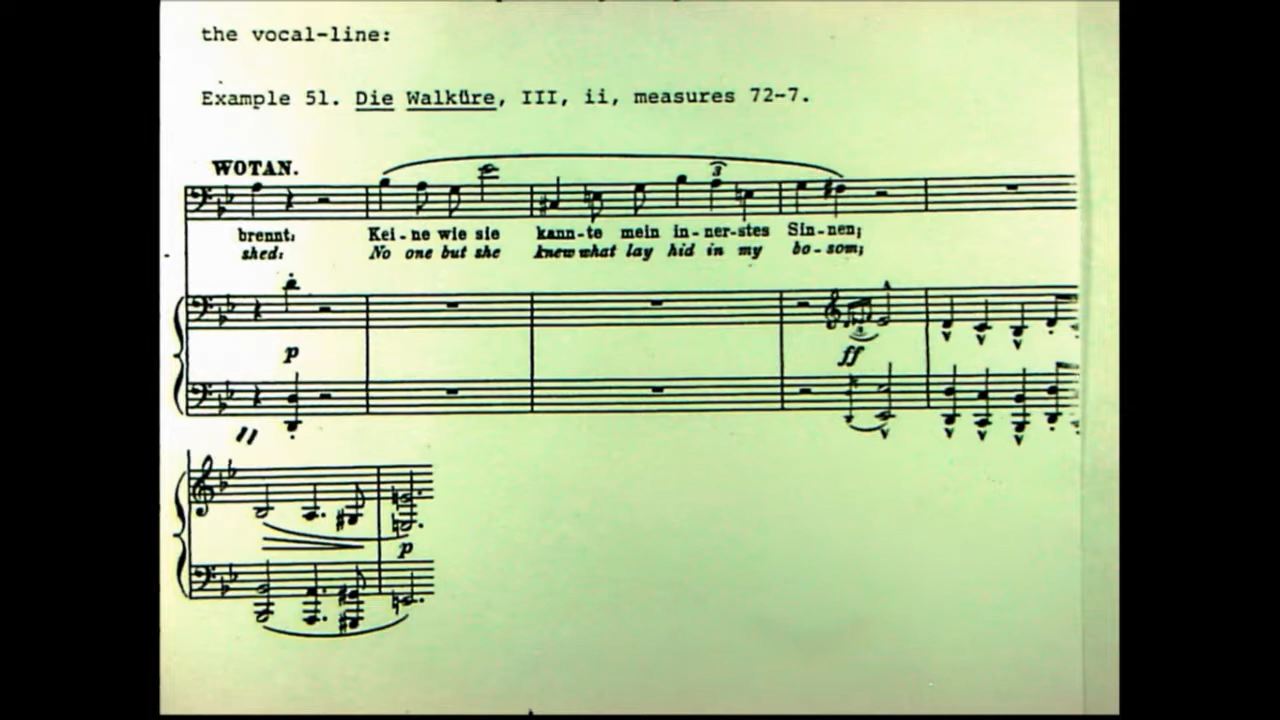 the vocal-line:
Example 51. Die Walküre, III, ii, measures 72-7.
WOTAN.
3
brennt: Kei-ne wie sie kann-te mein in-ner-stes Sin-nen;
shed: No one but she knew what lay hid in my bo-som;
p
ff
p